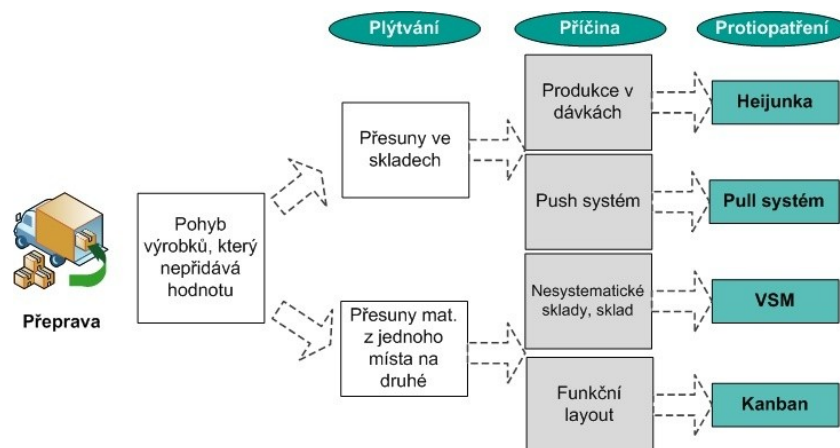 Plýtvání
Příčina
Protiopatření
Přeprava
Pohyb
výrobků, který
nepřidává
hodnotu
Přesuny ve
skladech
Přesuny mat.
z jednoho
místa na
druhé
Produkce v
dávkách
Push systém
Nesystematické
sklady, sklad
Funkční
layout
Heijunka
Pull systém
VSM
Kanban